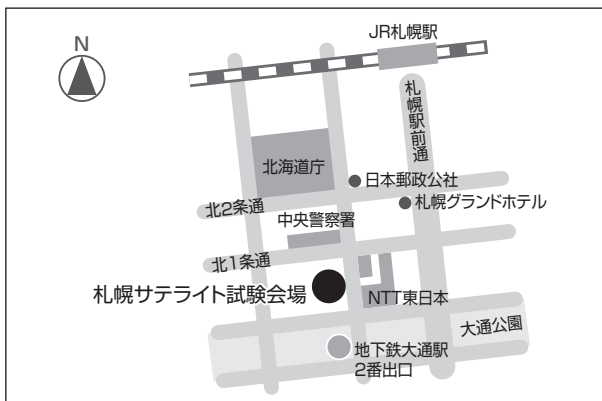 JR札幌駅
N
札幌駅前通
北海道庁
日本郵政公社
北2条通
札幌グランドホテル
中央警察署
北1条通
札幌サテライト試験会場
NTT東日本
大通公園
地下鉄大通駅
2番出口